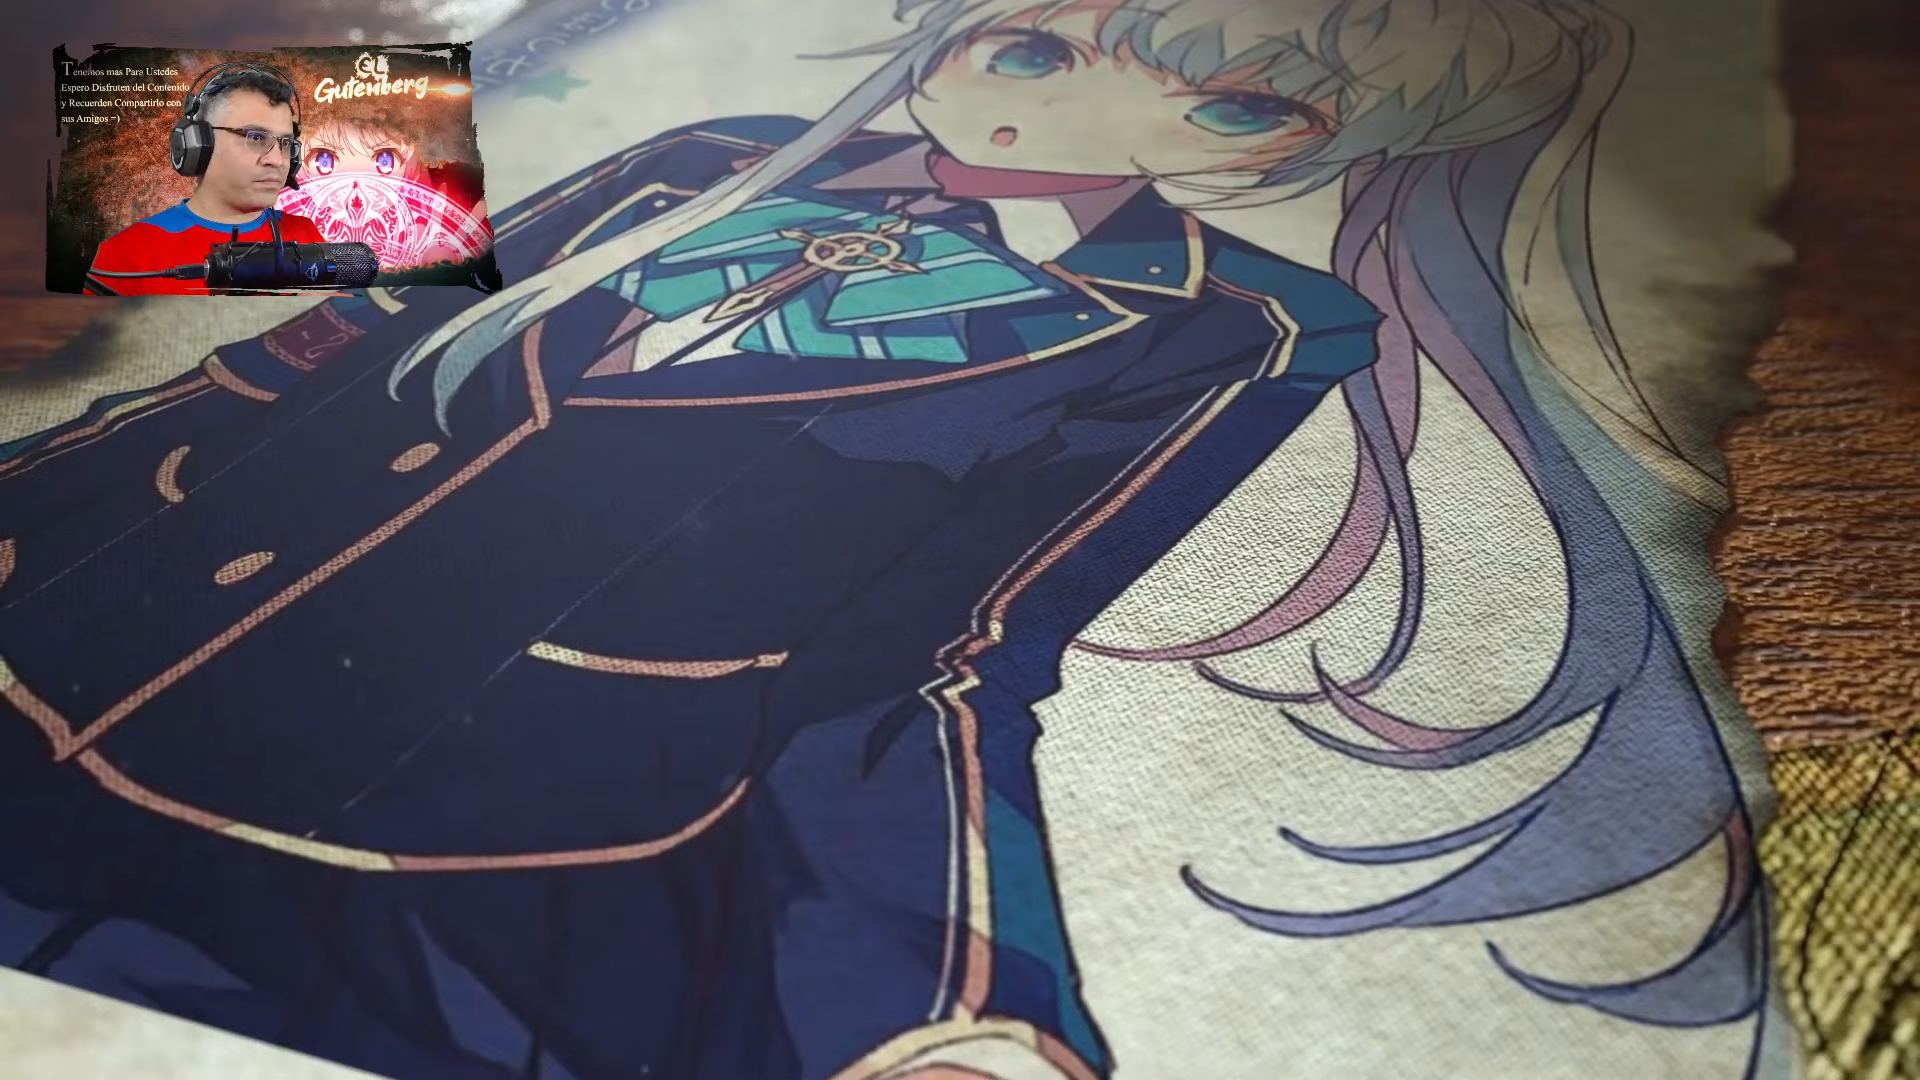 Tenemos mas Para Ustedes
Espero Disfruten del Contenido
y Recuerden Compartirlo con
sus Amigos =)
EL
Gutenberg